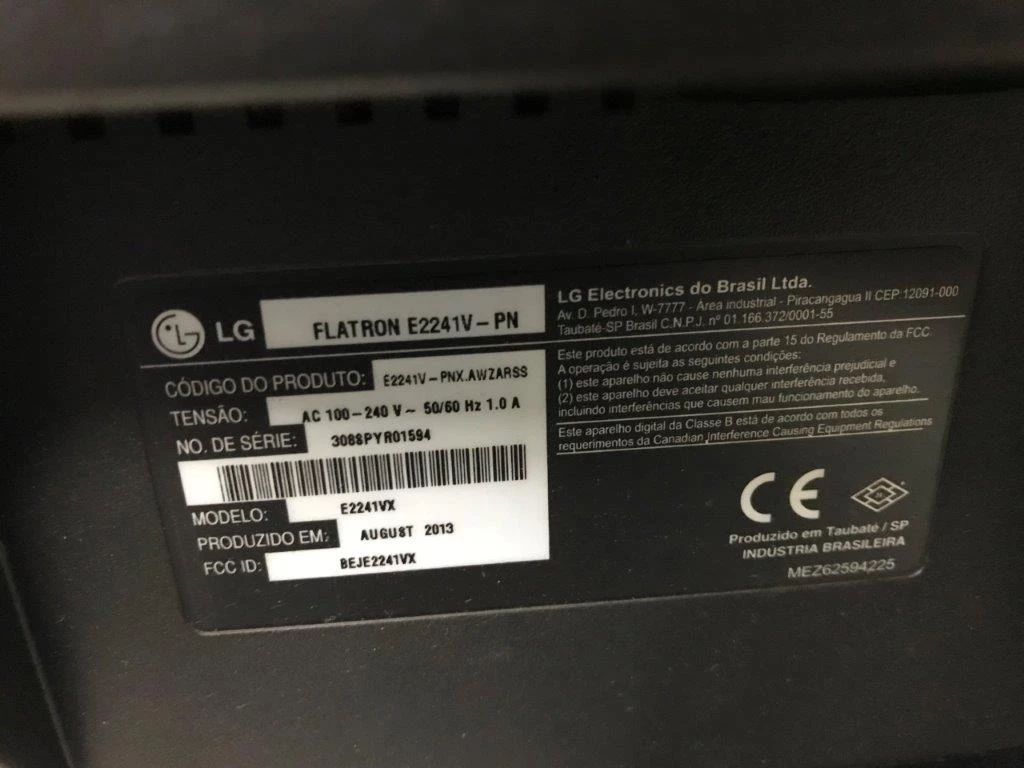 LG FLATRON E2241V-PN
CÓDIGO DO PRODUTO: E2241V-PNX.AWZARSS
TENSÃO: AC 100-240 V ~ 50/60 Hz 1.0 A
NO. DE SÉRIE: 308SPYR01594
MODELO: E2241VX
PRODUZIDO EM: AUGUST 2013
FCC ID: BEJE2241VX
LG Electronics do Brasil Ltda.
Av. D. Pedro I, W-7777 - Área industrial - Piracangagua II CEP:12091-000
Taubaté-SP Brasil C.N.P.J. nº 01.166.372/0001-55
Este produto está de acordo com a parte 15 do Regulamento da FCC.
A operação é sujeita as seguintes condições:
(1) este aparelho não cause nenhuma interferência prejudicial e
(2) este aparelho deve aceitar qualquer interferência recebida,
incluindo interferências que causem mau funcionamento do aparelho.
Este aparelho digital da Classe B está de acordo com todos os
requerimentos da Canadian Interference Causing Equipment Regulations
CE
Produzido em Taubaté / SP
INDÚSTRIA BRASILEIRA
MEZ62594225